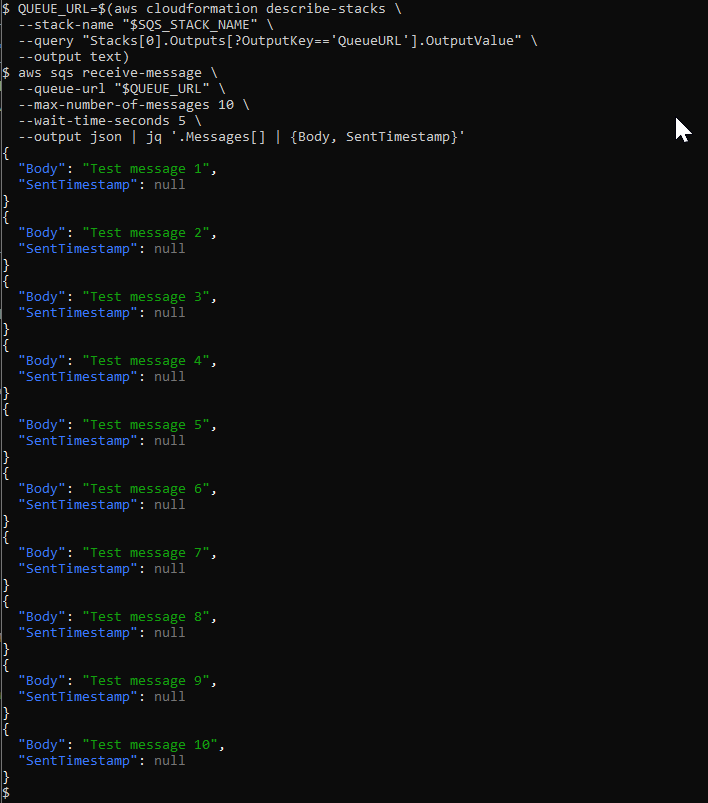 $ QUEUE_URL=$(aws cloudformation describe-stacks \
  --stack-name "$SQS_STACK_NAME" \
  --query "Stacks[0].Outputs[?OutputKey=='QueueURL'].OutputValue" \
  --output text)
$ aws sqs receive-message \
  --queue-url "$QUEUE_URL" \
  --max-number-of-messages 10 \
  --wait-time-seconds 5 \
  --output json | jq '.Messages[] | {Body, SentTimestamp}'
{
  "Body": "Test message 1",
  "SentTimestamp": null
}
{
  "Body": "Test message 2",
  "SentTimestamp": null
}
{
  "Body": "Test message 3",
  "SentTimestamp": null
}
{
  "Body": "Test message 4",
  "SentTimestamp": null
}
{
  "Body": "Test message 5",
  "SentTimestamp": null
}
{
  "Body": "Test message 6",
  "SentTimestamp": null
}
{
  "Body": "Test message 7",
  "SentTimestamp": null
}
{
  "Body": "Test message 8",
  "SentTimestamp": null
}
{
  "Body": "Test message 9",
  "SentTimestamp": null
}
{
  "Body": "Test message 10",
  "SentTimestamp": null
}
$